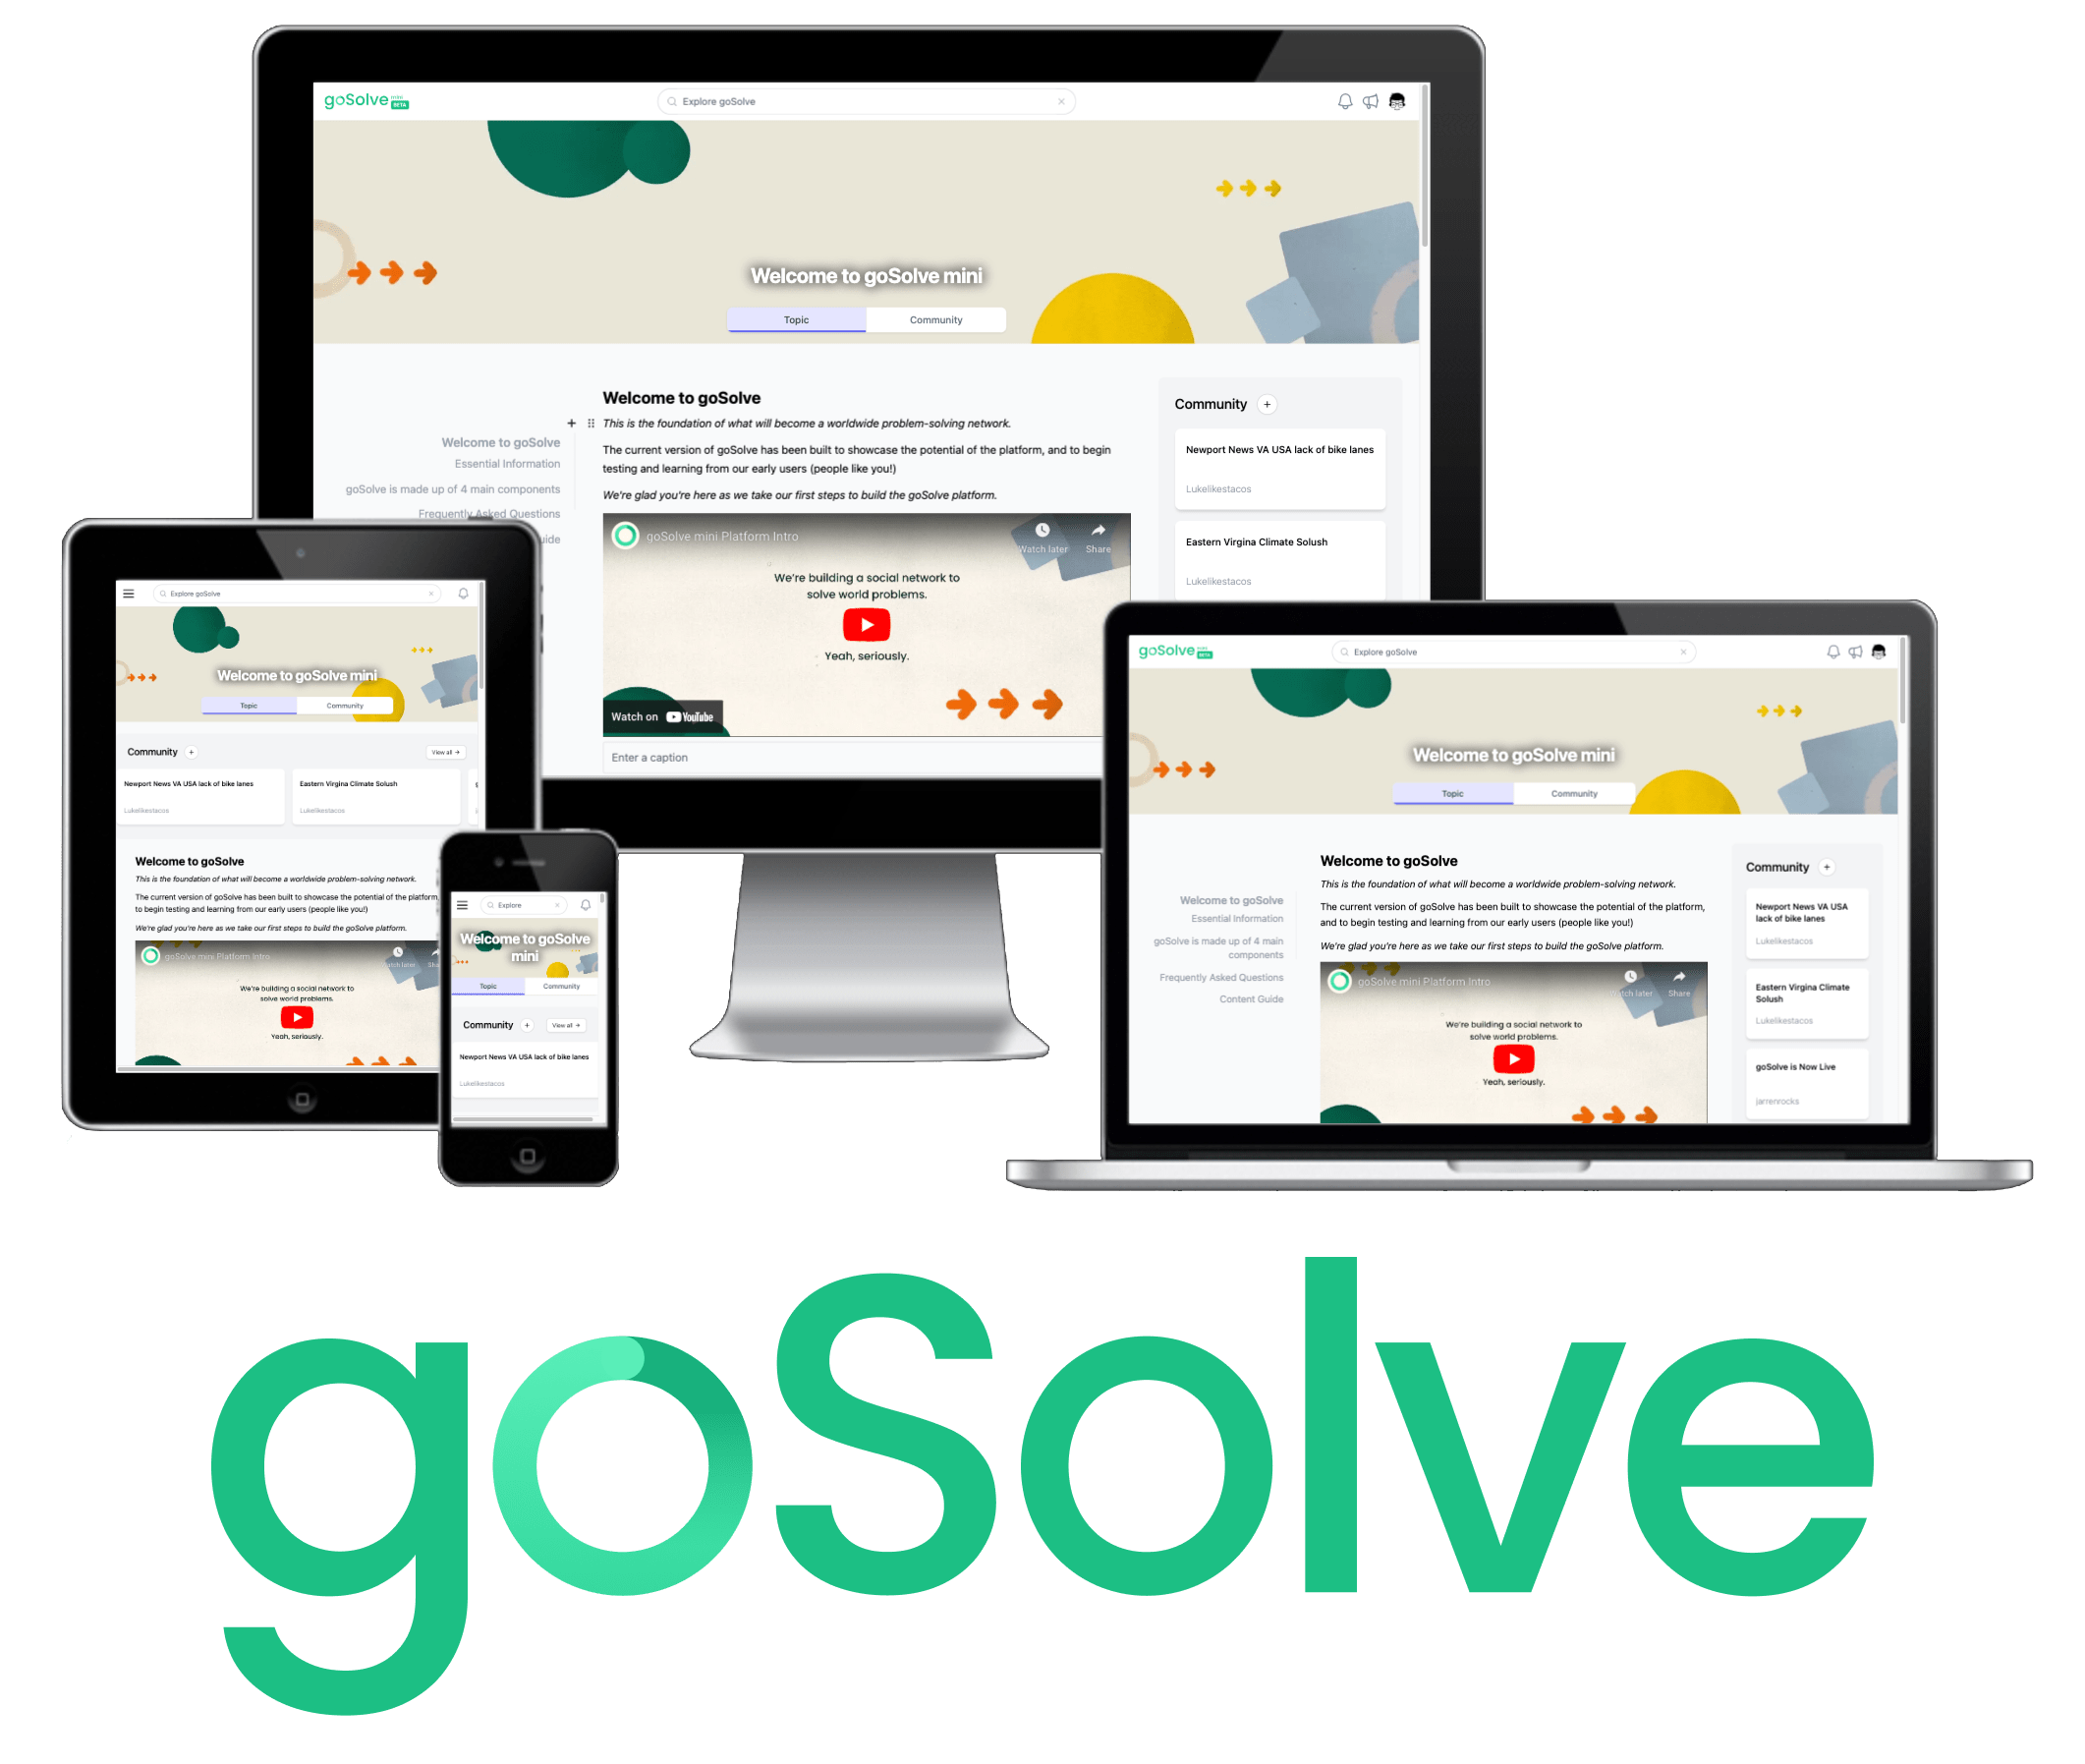 goSolve mini BETA
Explore goSolve
Welcome to goSolve mini
Topic
Community
Welcome to goSolve
Essential Information
goSolve is made up of 4 main components
Frequently Asked Questions
uide
Welcome to goSolve
This is the foundation of what will become a worldwide problem-solving network.
The current version of goSolve has been built to showcase the potential of the platform, and to begin
testing and learning from our early users (people like you!)
We're glad you're here as we take our first steps to build the goSolve platform.
goSolve mini Platform Intro
Watch later
Share
We're building a social network to
solve world problems.
Yeah, seriously.
Watch on YouTube
Enter a caption
Community
Newport News VA USA lack of bike lanes
Lukelikestacos
Eastern Virgina Climate Solush
Lukelikestacos
Explore goSolve
Welcome to goSolve mini
Topic
Community
Community
View all
Newport News VA USA lack of bike lanes
Lukelikestacos
Eastern Virgina Climate Solush
Lukelikestacos
Welcome to goSolve
This is the foundation of what will become a worldwide problem-solving network.
The current version of goSolve has been built to showcase the potential of the platform,
to begin testing and learning from our early users (people like you!)
We're glad you're here as we take our first steps to build the goSolve platform.
goSolve mini Platform Intro
atch later
Sha
We're building a social network to
solve world problems.
Yeah, seriously.
Explore
Welcome to goSolve
mini
Topic
Community
Community
View all
Newport News VA USA lack of bike lanes
Lukelikestacos
goSolve BETA
Explore goSolve
Welcome to goSolve mini
Topic
Community
Welcome to goSolve
Essential Information
goSolve is made up of 4 main
components
Frequently Asked Questions
Content Guide
Welcome to goSolve
This is the foundation of what will become a worldwide problem-solving network.
The current version of goSolve has been built to showcase the potential of the platform,
and to begin testing and learning from our early users (people like you!)
We're glad you're here as we take our first steps to build the goSolve platform.
goSolve mini Platform Intro
tch later
Share
We're building a social network to
solve world problems.
Yeah, seriously.
Community
Newport News VA USA
lack of bike lanes
Lukelikestacos
Eastern Virgina Climate
Solush
Lukelikestacos
goSolve is Now Live
jarrenrocks
goSolve